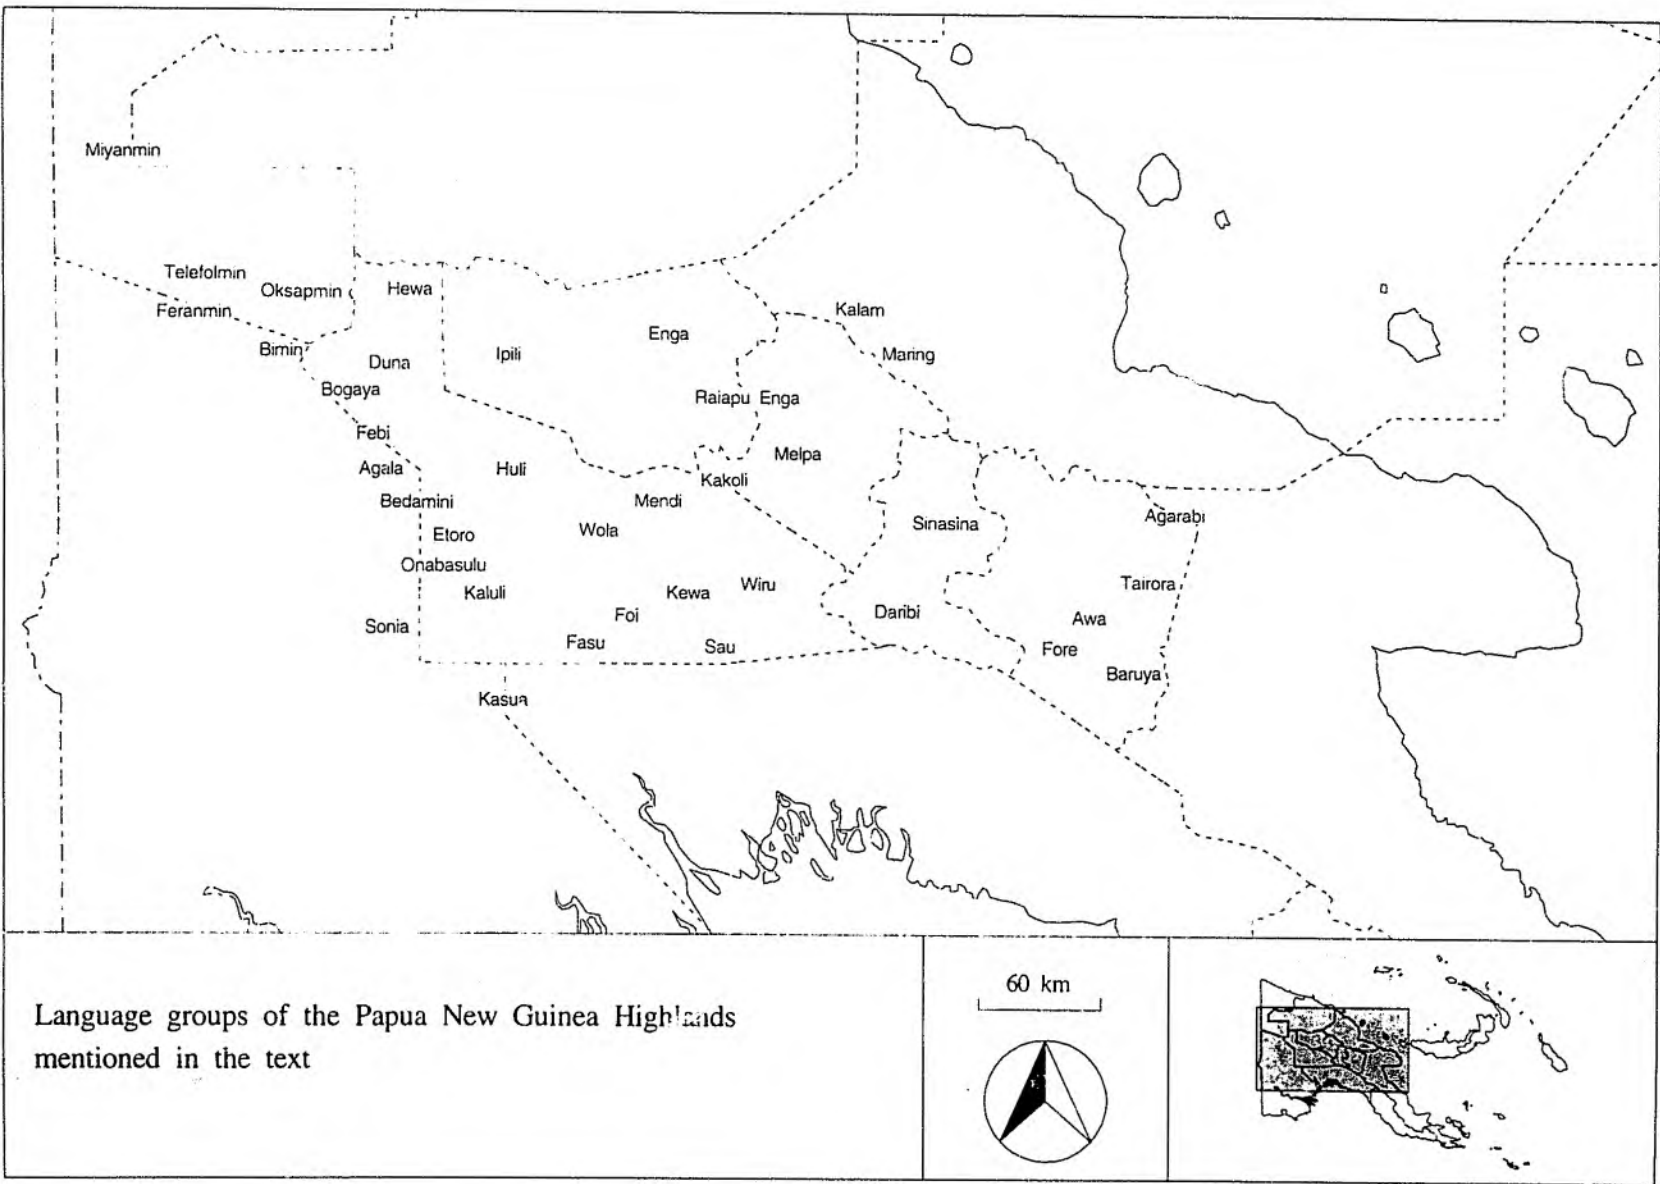 Miyanmin
Telefolmin
Oksapmin
Hewa
Feranmin
Kalam
Enga
Bimin
Duna
Ipili
Maring
Bogaya
Raiapu Enga
Febi
Melpa
Agala
Huli
Kakoli
Bedamini
Mendi
Agarabi
Etoro
Wola
Sinasina
Onabasulu
Kaluli
Kewa
Wiru
Tairora
Sonia
Foi
Daribi
Awa
Fasu
Sau
Fore
Baruya
Kasua
Language groups of the Papua New Guinea Highlands
mentioned in the text
60 km